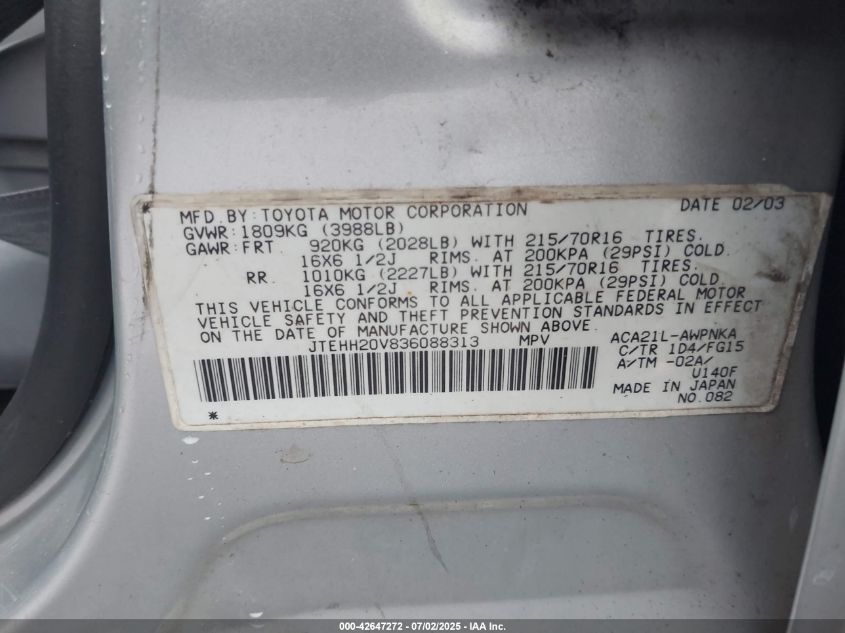 MFD. BY: TOYOTA MOTOR CORPORATION DATE 02/03
GVWR: 1809KG (3988LB)
GAWR: FRT 920KG (2028LB) WITH 215/70R16 TIRES.
16X6 1/2J RIMS. AT 200KPA (29PSI) COLD.
RR. 1010KG (2227LB) WITH 215/70R16 TIRES.
16X6 1/2J RIMS. AT 200KPA (29PSI) COLD.
THIS VEHICLE CONFORMS TO ALL APPLICABLE FEDERAL MOTOR
VEHICLE SAFETY AND THEFT PREVENTION STANDARDS IN EFFECT
ON THE DATE OF MANUFACTURE SHOWN ABOVE.
JTEHH20V836088313 MPV ACA21L-AWPNKA
C/TR 1D4/FG15
A/TM -02A/
U140F
MADE IN JAPAN
NO.082
000-42647272 - 07/02/2025 - IAA Inc.